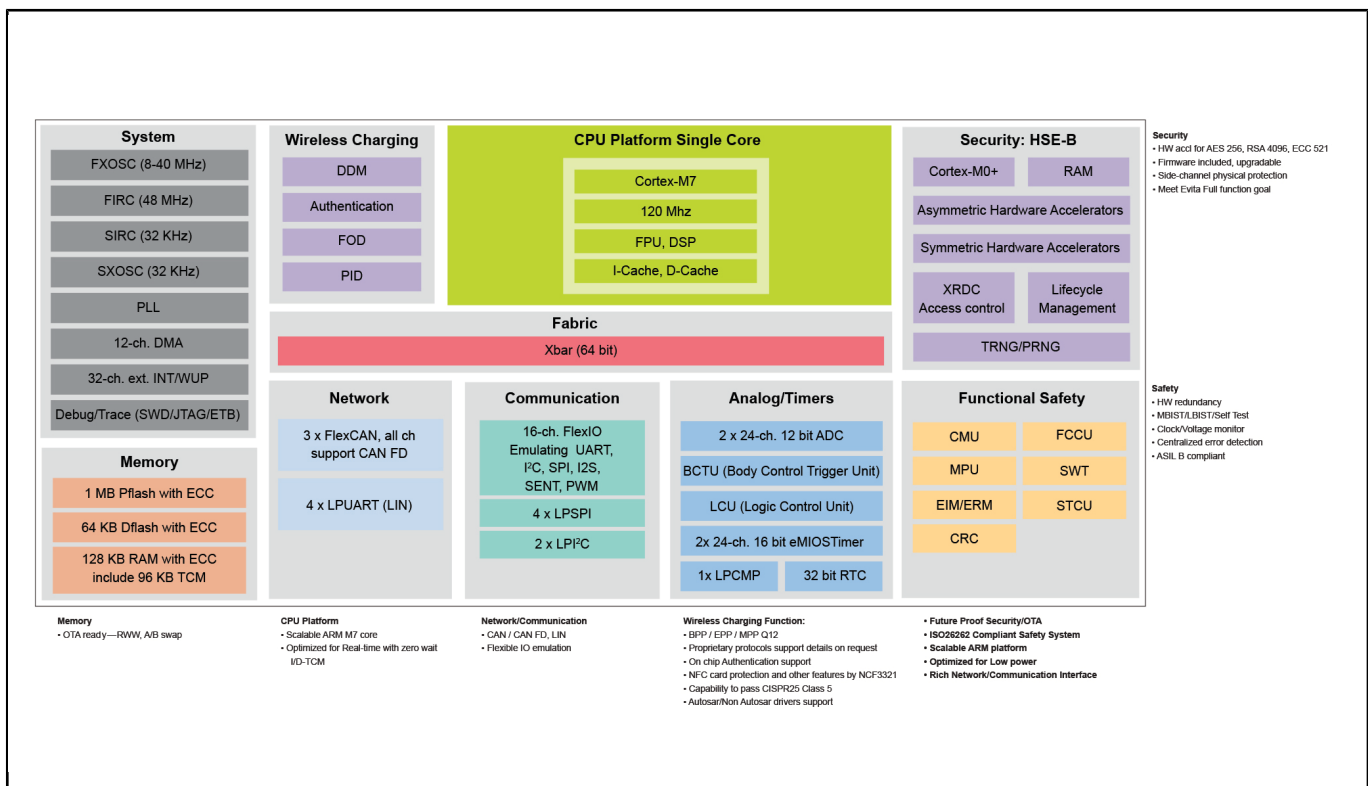 System
FXOSC (8-40 MHz)
FIRC (48 MHz)
SIRC (32 KHz)
SXOSC (32 KHz)
PLL
12-ch. DMA
32-ch. ext. INT/WUP
Debug/Trace (SWD/JTAG/ETB)
Memory
1 MB Pflash with ECC
64 KB Dflash with ECC
128 KB RAM with ECC
include 96 KB TCM
Wireless Charging
DDM
Authentication
FOD
PID
CPU Platform Single Core
Cortex-M7
120 Mhz
FPU, DSP
I-Cache, D-Cache
Fabric
Xbar (64 bit)
Network
3 x FlexCAN, all ch
support CAN FD
4 x LPUART (LIN)
Communication
16-ch. FlexIO
Emulating UART,
I²C, SPI, I2S,
SENT, PWM
4 x LPSPI
2 x LPI²C
Analog/Timers
2 x 24-ch. 12 bit ADC
BCTU (Body Control Trigger Unit)
LCU (Logic Control Unit)
2x 24-ch. 16 bit eMIOSTimer
1x LPCMP
32 bit RTC
Security: HSE-B
Cortex-M0+
RAM
Asymmetric Hardware Accelerators
Symmetric Hardware Accelerators
XRDC
Access control
Lifecycle
Management
TRNG/PRNG
Functional Safety
CMU
FCCU
MPU
SWT
EIM/ERM
STCU
CRC
Security
• HW accl for AES 256, RSA 4096, ECC 521
• Firmware included, upgradable
• Side-channel physical protection
• Meet Evita Full function goal
Safety
• HW redundancy
• MBIST/LBIST/Self Test
• Clock/Voltage monitor
• Centralized error detection
• ASIL B compliant
Memory
• OTA ready—RWW, A/B swap
CPU Platform
• Scalable ARM M7 core
• Optimized for Real-time with zero wait
I/D-TCM
Network/Communication
• CAN / CAN FD, LIN
• Flexible IO emulation
Wireless Charging Function:
• BPP / EPP / MPP Q12
• Proprietary protocols support details on request
• On chip Authentication support
• NFC card protection and other features by NCF3321
• Capability to pass CISPR25 Class 5
• Autosar/Non Autosar drivers support
• Future Proof Security/OTA
• ISO26262 Compliant Safety System
• Scalable ARM platform
• Optimized for Low power
• Rich Network/Communication Interface